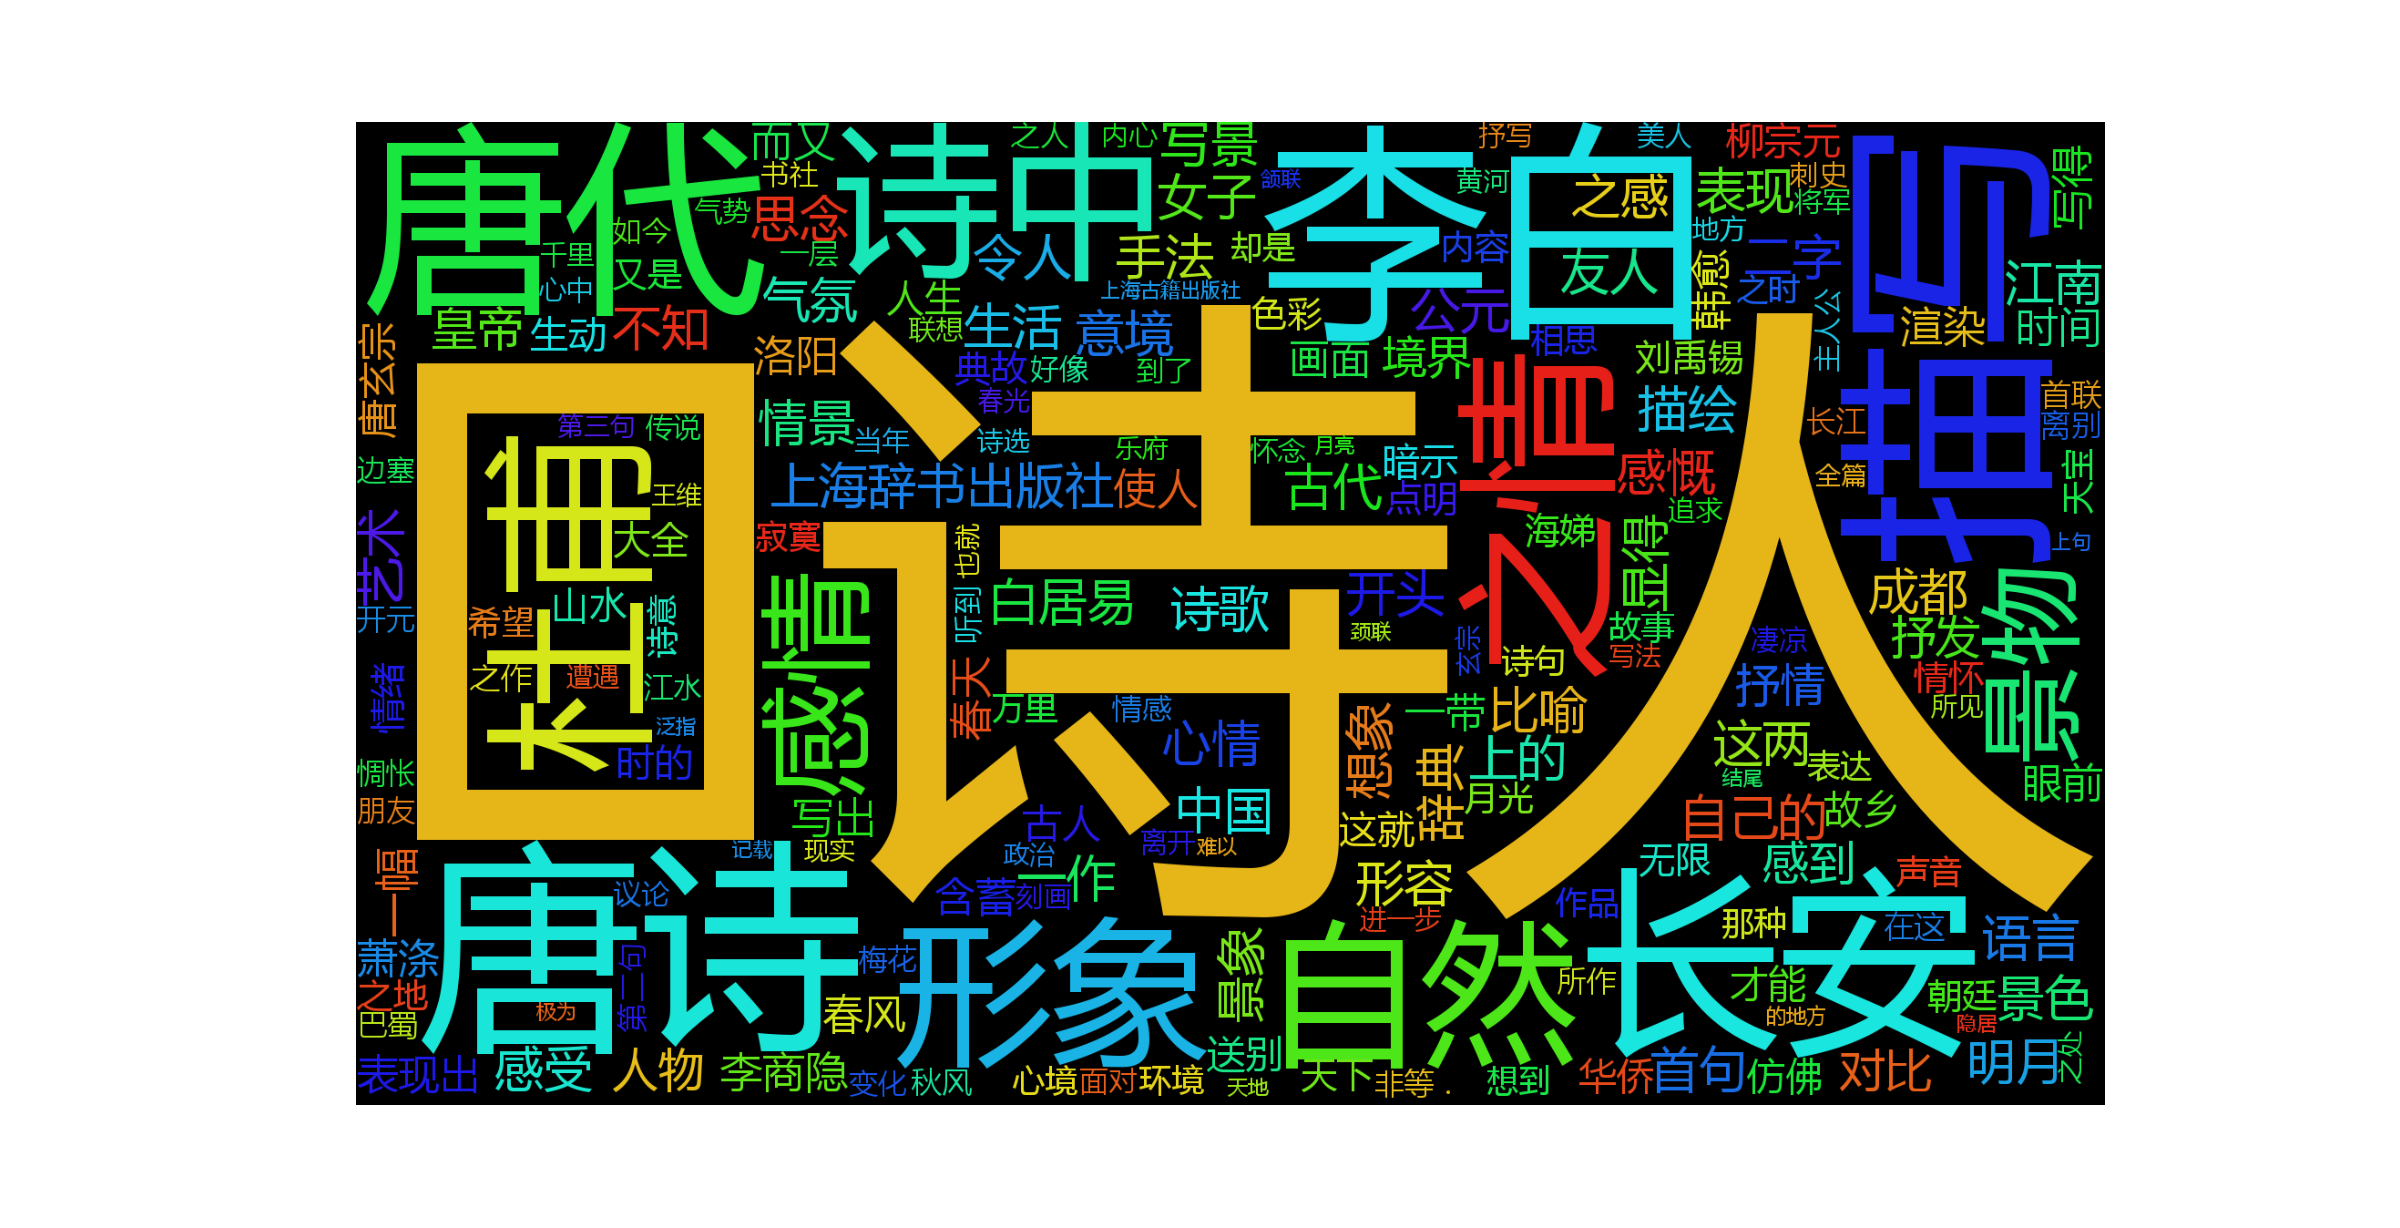 唐代
诗中
李白
描写
诗人
口
杜甫
之情
唐诗
形象
自然
长安
感情
景物
而又
书社
气势
思念
一层
如今
千里
又是
心中
皇帝
生动
不知
气氛
之人
内心
写景
女子
颔联
令人
手法
却是
人生
联想
生活
意境
上海古籍出版社
色彩
抒写
美人
柳宗元
黄河
之感
表现
刺史
将军
写得
内容
友人
地方
韩愈
二字
之时
江南
公元
相思
刘禹锡
主人公
渲染
时间
唐玄宗
洛阳
典故
好像
到了
画面
境界
春光
情景
当年
诗选
乐府
怀念
月亮
暗示
描绘
长江
首联
离别
第三句
传说
边塞
王维
上海辞书出版社
使人
古代
点明
感慨
全篇
天宝
追求
上句
艺术
大全
寂寞
也就
海娣
显得
山水
诗意
希望
开元
听到
白居易
诗歌
开头
颈联
故事
成都
抒发
之作
遭遇
江水
情绪
泛指
时的
春天
万里
情感
心情
玄宗
诗句
写法
凄凉
抒情
情怀
所见
一带
比喻
想象
辞典
上的
月光
这两
表达
结尾
眼前
惆怅
朋友
写出
现实
记载
古人
中国
政治
离开
难以
这就
自己的
故乡
一幅
议论
含蓄
刻画
一作
形容
进一步
无限
感到
声音
作品
那种
在这
语言
萧涤
之地
巴蜀
第二句
极为
梅花
春风
景象
所作
才能
的地方
朝廷
景色
隐居
表现出
感受
人物
李商隐
变化
秋风
心境
面对
环境
送别
天地
天下
非等
.
想到
华侨
首句
仿佛
对比
明月
之处